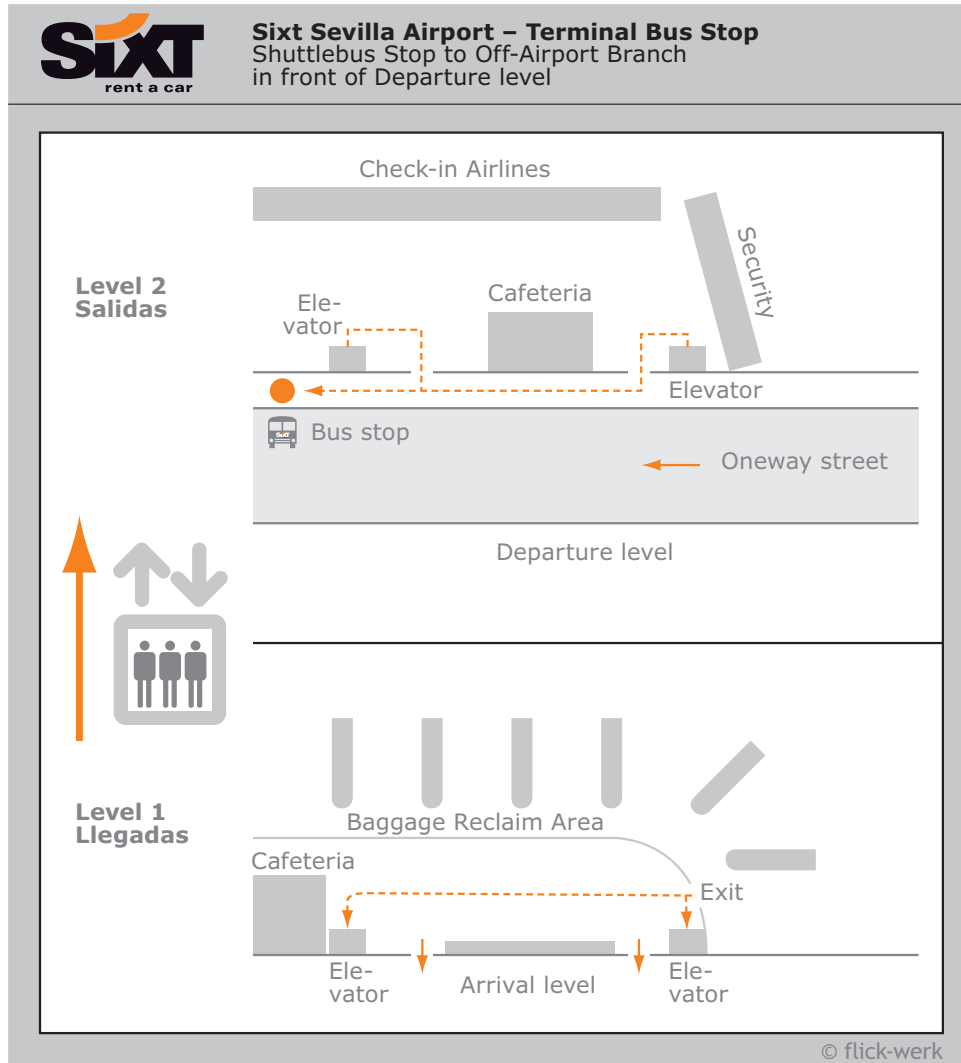 SiXT
rent a car
Sixt Sevilla Airport – Terminal Bus Stop
Shuttlebus Stop to Off-Airport Branch
in front of Departure level
Check-in Airlines
Security
Level 2
Salidas
Ele-
vator
Cafeteria
Elevator
SiXT
Bus stop
Oneway street
Departure level
Level 1
Llegadas
Baggage Reclaim Area
Cafeteria
Exit
Ele-
vator
Arrival level
Ele-
vator
© flick-werk